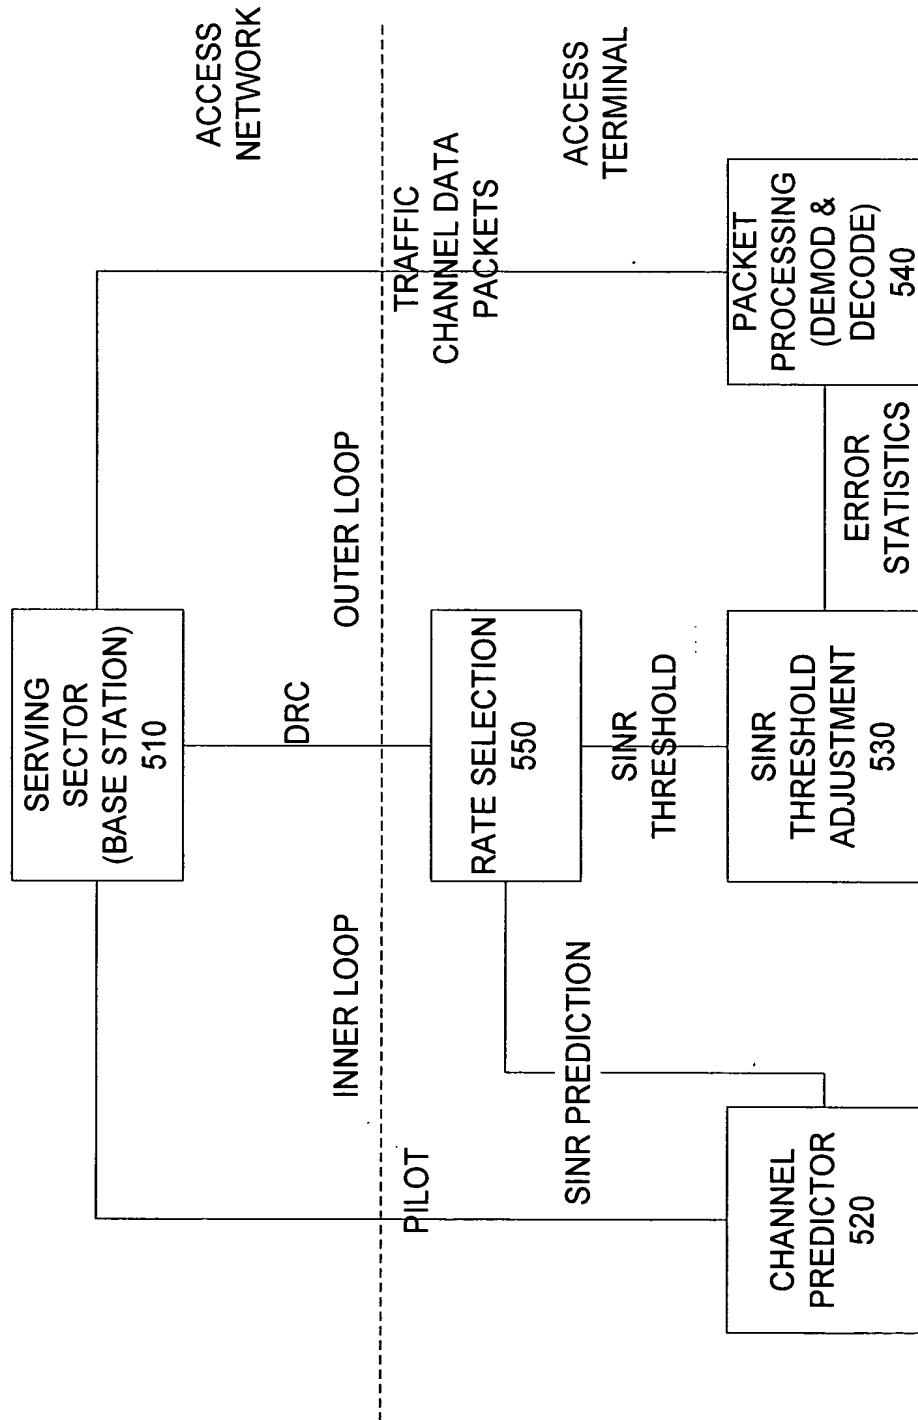 ACCESS
NETWORK
SERVING
SECTOR
(BASE STATION)
510
INNER LOOP
DRC
OUTER LOOP
PILOT
TRAFFIC
CHANNEL DATA
PACKETS
ACCESS
TERMINAL
RATE SELECTION
550
SINR PREDICTION
SINR
THRESHOLD
CHANNEL
PREDICTOR
520
SINR
THRESHOLD
ADJUSTMENT
530
ERROR
STATISTICS
PACKET
PROCESSING
(DEMOD &
DECODE)
540